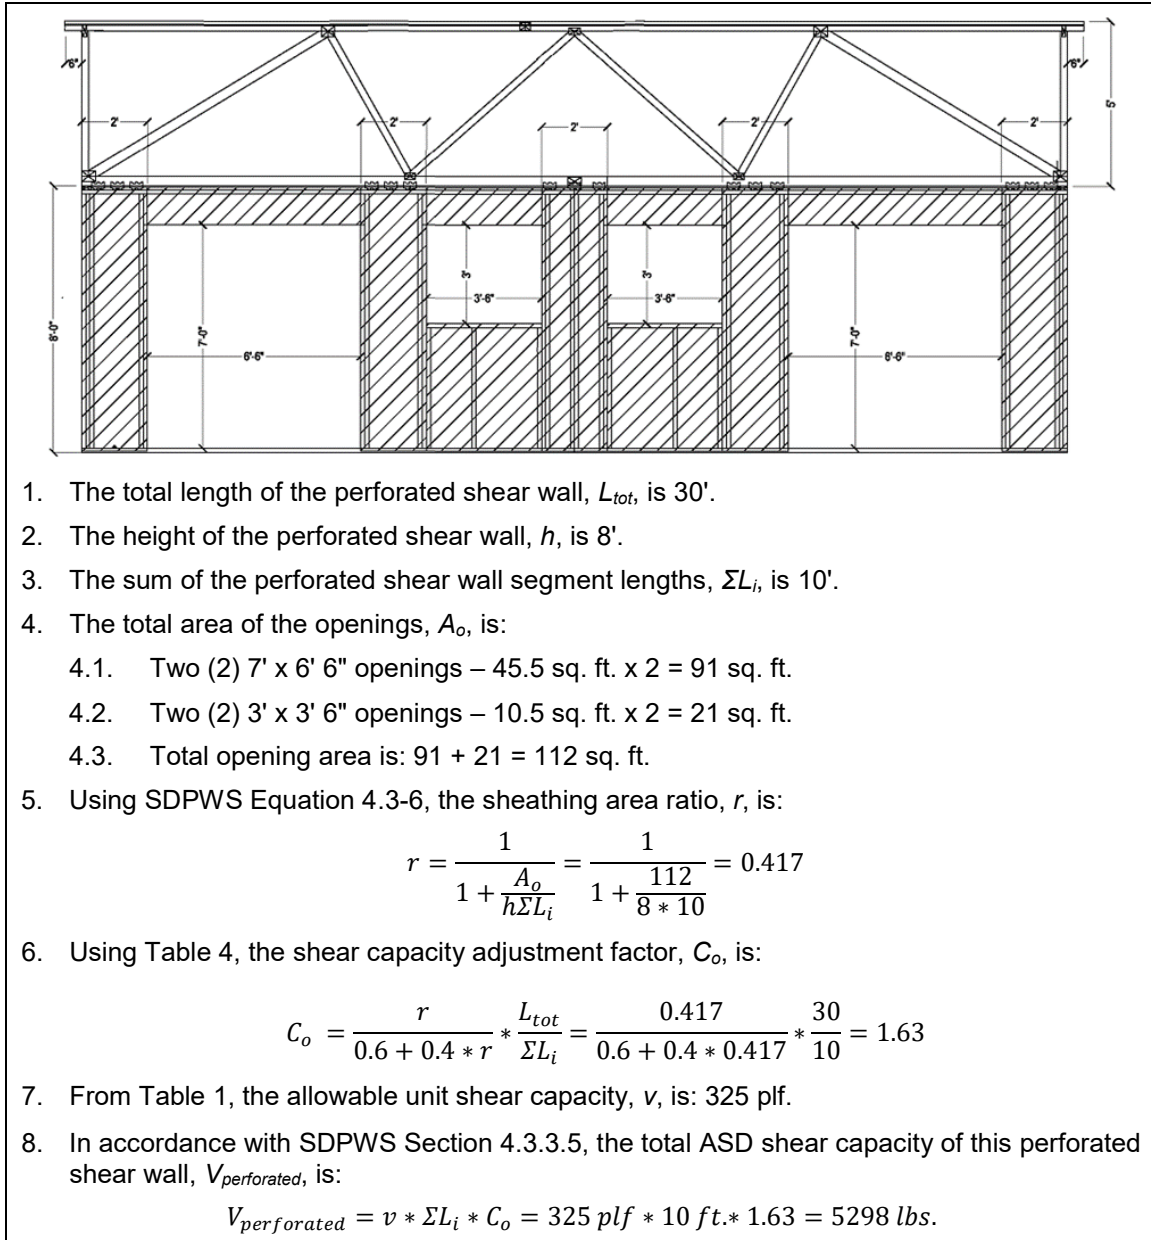 6" 6"
5'
2' 2' 2' 2' 2'
3' 3'
3'-6" 3'-6"
8'-0" 7'-0" 7'-0"
6'-6" 6'-6"
1. The total length of the perforated shear wall, Ltot, is 30'.
2. The height of the perforated shear wall, h, is 8'.
3. The sum of the perforated shear wall segment lengths, ΣLi, is 10'.
4. The total area of the openings, Ao, is:
4.1. Two (2) 7' x 6' 6" openings – 45.5 sq. ft. x 2 = 91 sq. ft.
4.2. Two (2) 3' x 3' 6" openings – 10.5 sq. ft. x 2 = 21 sq. ft.
4.3. Total opening area is: 91 + 21 = 112 sq. ft.
5. Using SDPWS Equation 4.3-6, the sheathing area ratio, r, is:
r = 1 / (1 + Ao / hΣLi) = 1 / (1 + 112 / 8 * 10) = 0.417
6. Using Table 4, the shear capacity adjustment factor, Co, is:
Co = r / (0.6 + 0.4 * r) * Ltot / ΣLi = 0.417 / (0.6 + 0.4 * 0.417) * 30 / 10 = 1.63
7. From Table 1, the allowable unit shear capacity, v, is: 325 plf.
8. In accordance with SDPWS Section 4.3.3.5, the total ASD shear capacity of this perforated
shear wall, Vperforated, is:
Vperforated = v * ΣLi * Co = 325 plf * 10 ft.* 1.63 = 5298 lbs.